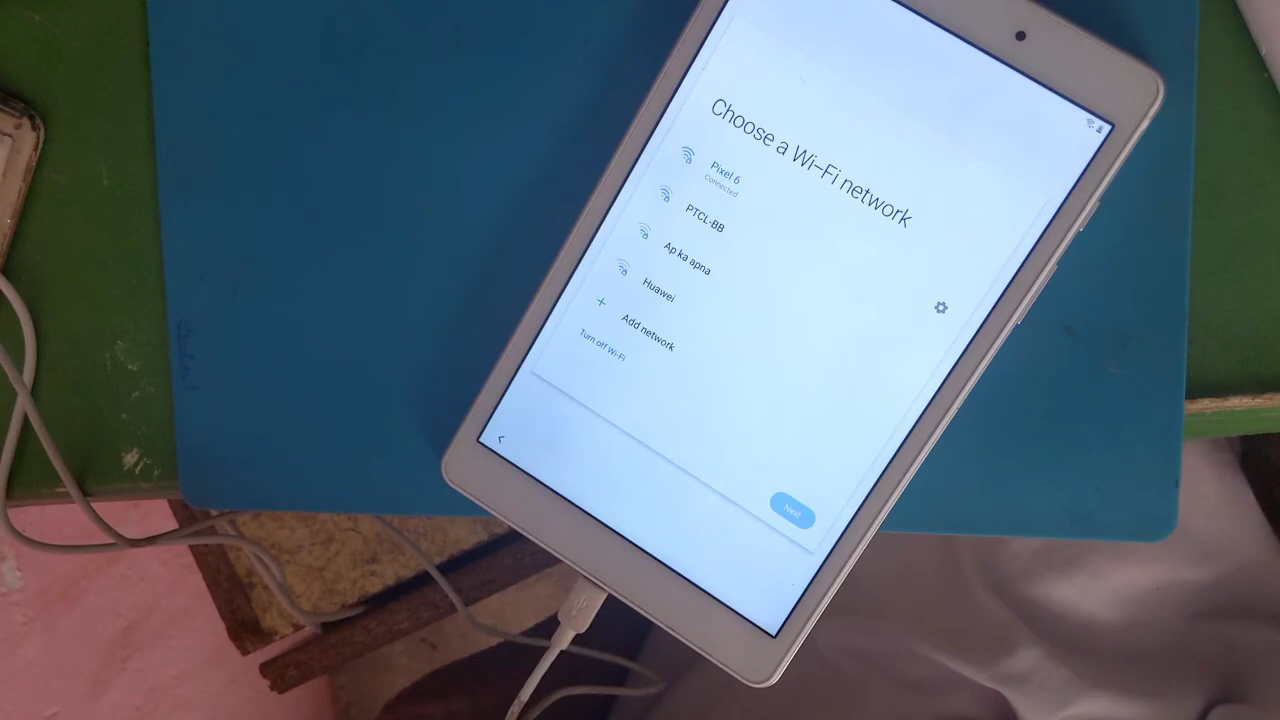 Choose a Wi-Fi network
Pixel 6
Connected
PTCL-BB
Ap ka apna
Huawei
Add network
Turn off Wi-Fi
Next